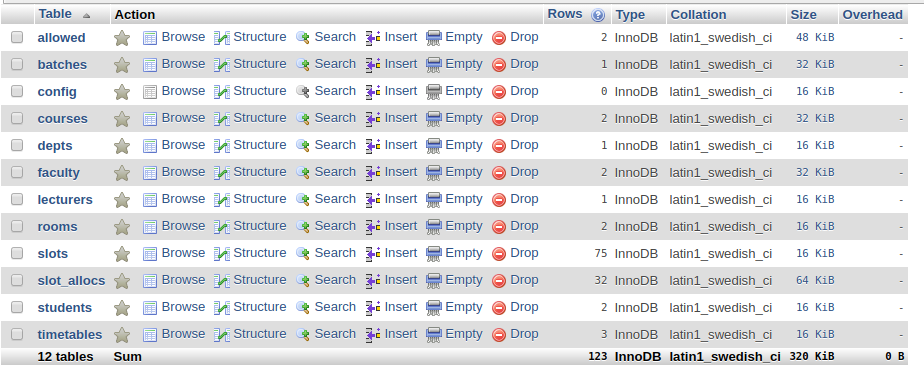 Table Action Rows Type Collation Size Overhead
allowed Browse Structure Search Insert Empty Drop 2 InnoDB latin1_swedish_ci 48 KiB -
batches Browse Structure Search Insert Empty Drop 1 InnoDB latin1_swedish_ci 32 KiB -
config Browse Structure Search Insert Empty Drop 0 InnoDB latin1_swedish_ci 16 KiB -
courses Browse Structure Search Insert Empty Drop 2 InnoDB latin1_swedish_ci 32 KiB -
depts Browse Structure Search Insert Empty Drop 1 InnoDB latin1_swedish_ci 16 KiB -
faculty Browse Structure Search Insert Empty Drop 2 InnoDB latin1_swedish_ci 32 KiB -
lecturers Browse Structure Search Insert Empty Drop 1 InnoDB latin1_swedish_ci 16 KiB -
rooms Browse Structure Search Insert Empty Drop 2 InnoDB latin1_swedish_ci 16 KiB -
slots Browse Structure Search Insert Empty Drop 75 InnoDB latin1_swedish_ci 16 KiB -
slot_allocs Browse Structure Search Insert Empty Drop 32 InnoDB latin1_swedish_ci 64 KiB -
students Browse Structure Search Insert Empty Drop 2 InnoDB latin1_swedish_ci 16 KiB -
timetables Browse Structure Search Insert Empty Drop 3 InnoDB latin1_swedish_ci 16 KiB -
12 tables Sum 123 InnoDB latin1_swedish_ci 320 KiB 0 B